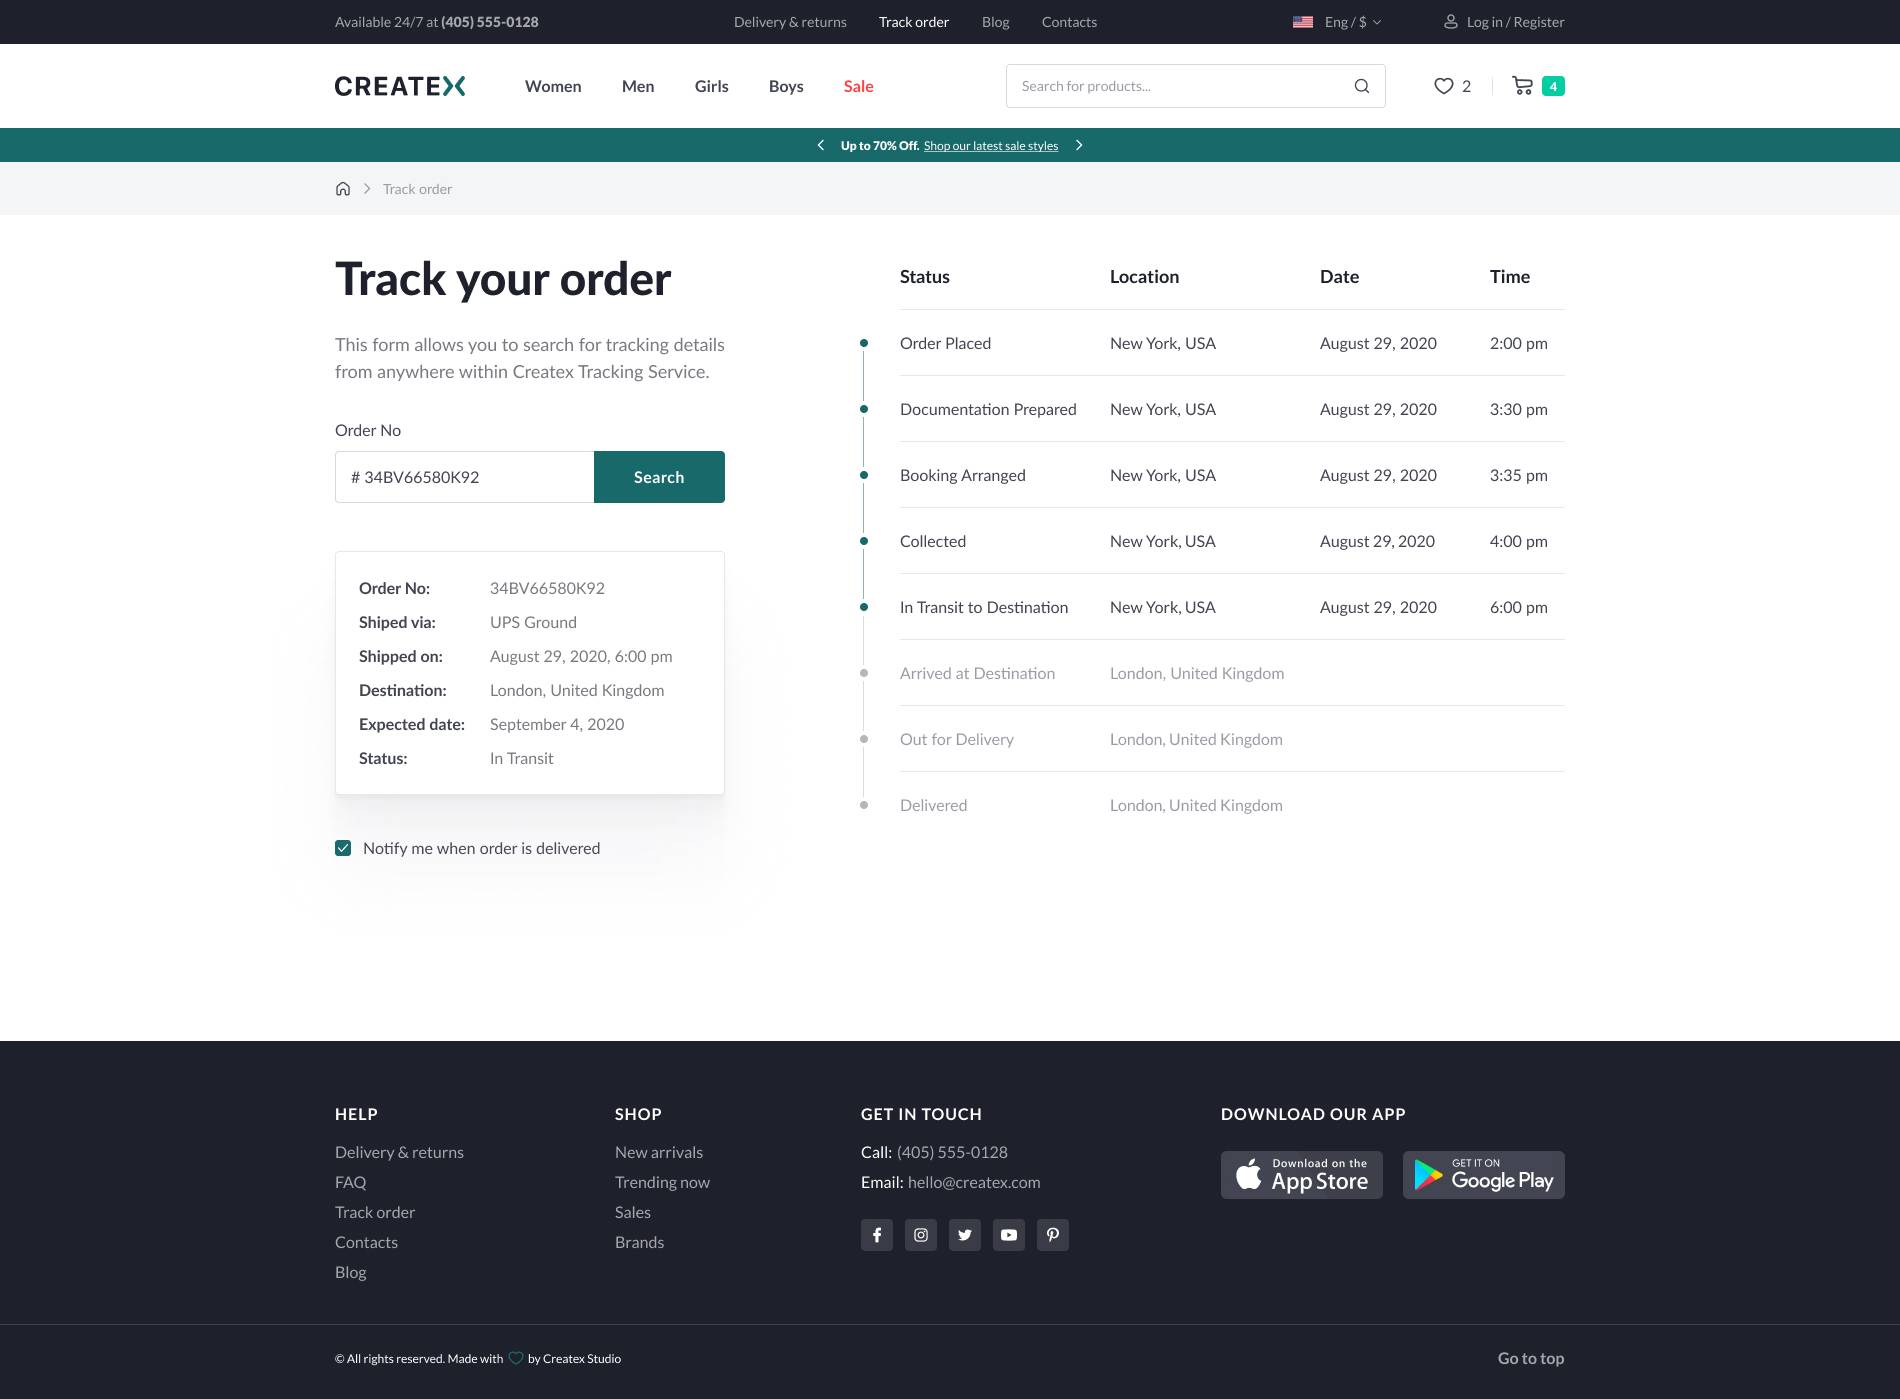 Available 24/7 at (405) 555-0128
Delivery & returns
Track order
Blog
Contacts
Eng / $
Log in / Register
CREATEX
Women
Men
Girls
Boys
Sale
Search for products...
2
4
Up to 70% Off. Shop our latest sale styles
Track order
Track your order
This form allows you to search for tracking details
from anywhere within Createx Tracking Service.
Order No
# 34BV66580K92
Search
Order No: 34BV66580K92
Shiped via: UPS Ground
Shipped on: August 29, 2020, 6:00 pm
Destination: London, United Kingdom
Expected date: September 4, 2020
Status: In Transit
Notify me when order is delivered
Status Location Date Time
Order Placed New York, USA August 29, 2020 2:00 pm
Documentation Prepared New York, USA August 29, 2020 3:30 pm
Booking Arranged New York, USA August 29, 2020 3:35 pm
Collected New York, USA August 29, 2020 4:00 pm
In Transit to Destination New York, USA August 29, 2020 6:00 pm
Arrived at Destination London, United Kingdom
Out for Delivery London, United Kingdom
Delivered London, United Kingdom
HELP
Delivery & returns
FAQ
Track order
Contacts
Blog
SHOP
New arrivals
Trending now
Sales
Brands
GET IN TOUCH
Call: (405) 555-0128
Email: hello@createx.com
DOWNLOAD OUR APP
Download on the
App Store
GET IT ON
Google Play
© All rights reserved. Made with by Createx Studio
Go to top